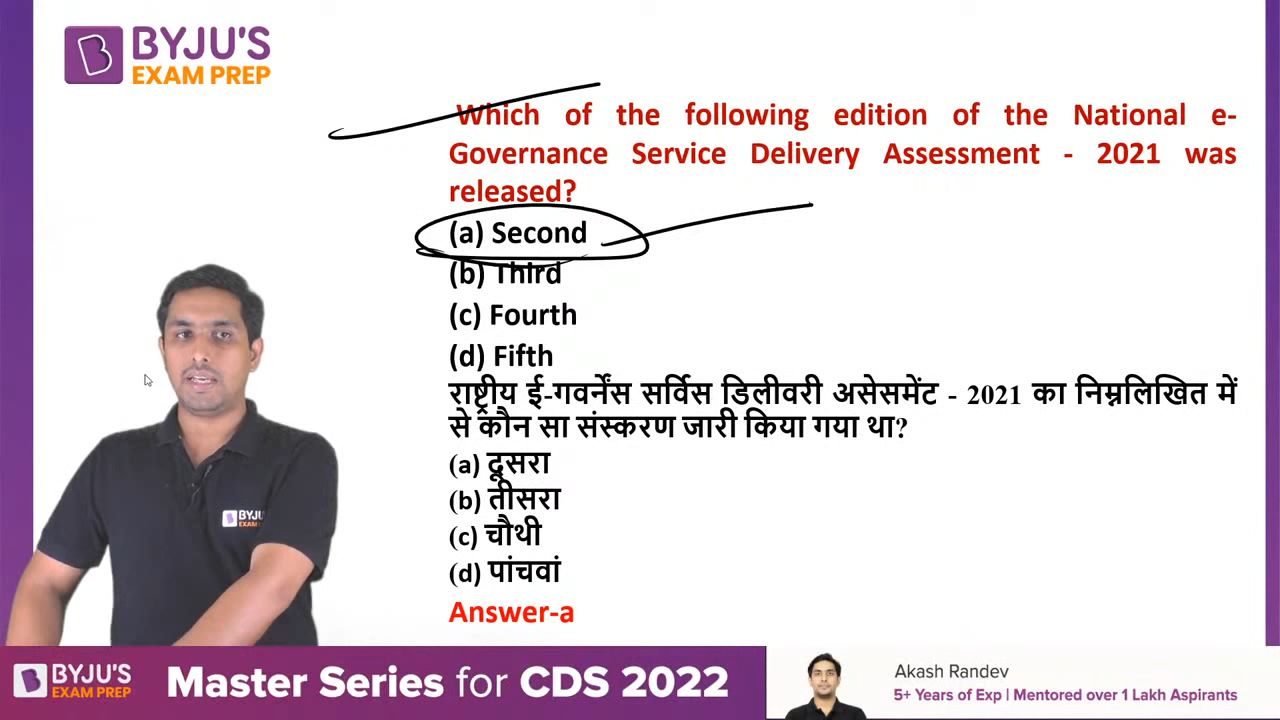 BYJU'S
EXAM PREP
Which of the following edition of the National e-
Governance Service Delivery Assessment - 2021 was
released?
(a) Second
(b) Third
(c) Fourth
(d) Fifth
राष्ट्रीय ई-गवर्नेंस सर्विस डिलीवरी असेसमेंट - 2021 का निम्नलिखित में
से कौन सा संस्करण जारी किया गया था?
(a) दूसरा
(b) तीसरा
(c) चौथी
(d) पांचवां
Answer-a
BYJU'S
EXAM
BYJU'S
EXAM PREP
Master Series for CDS 2022
Akash Randev
5+ Years of Exp | Mentored over 1 Lakh Aspirants